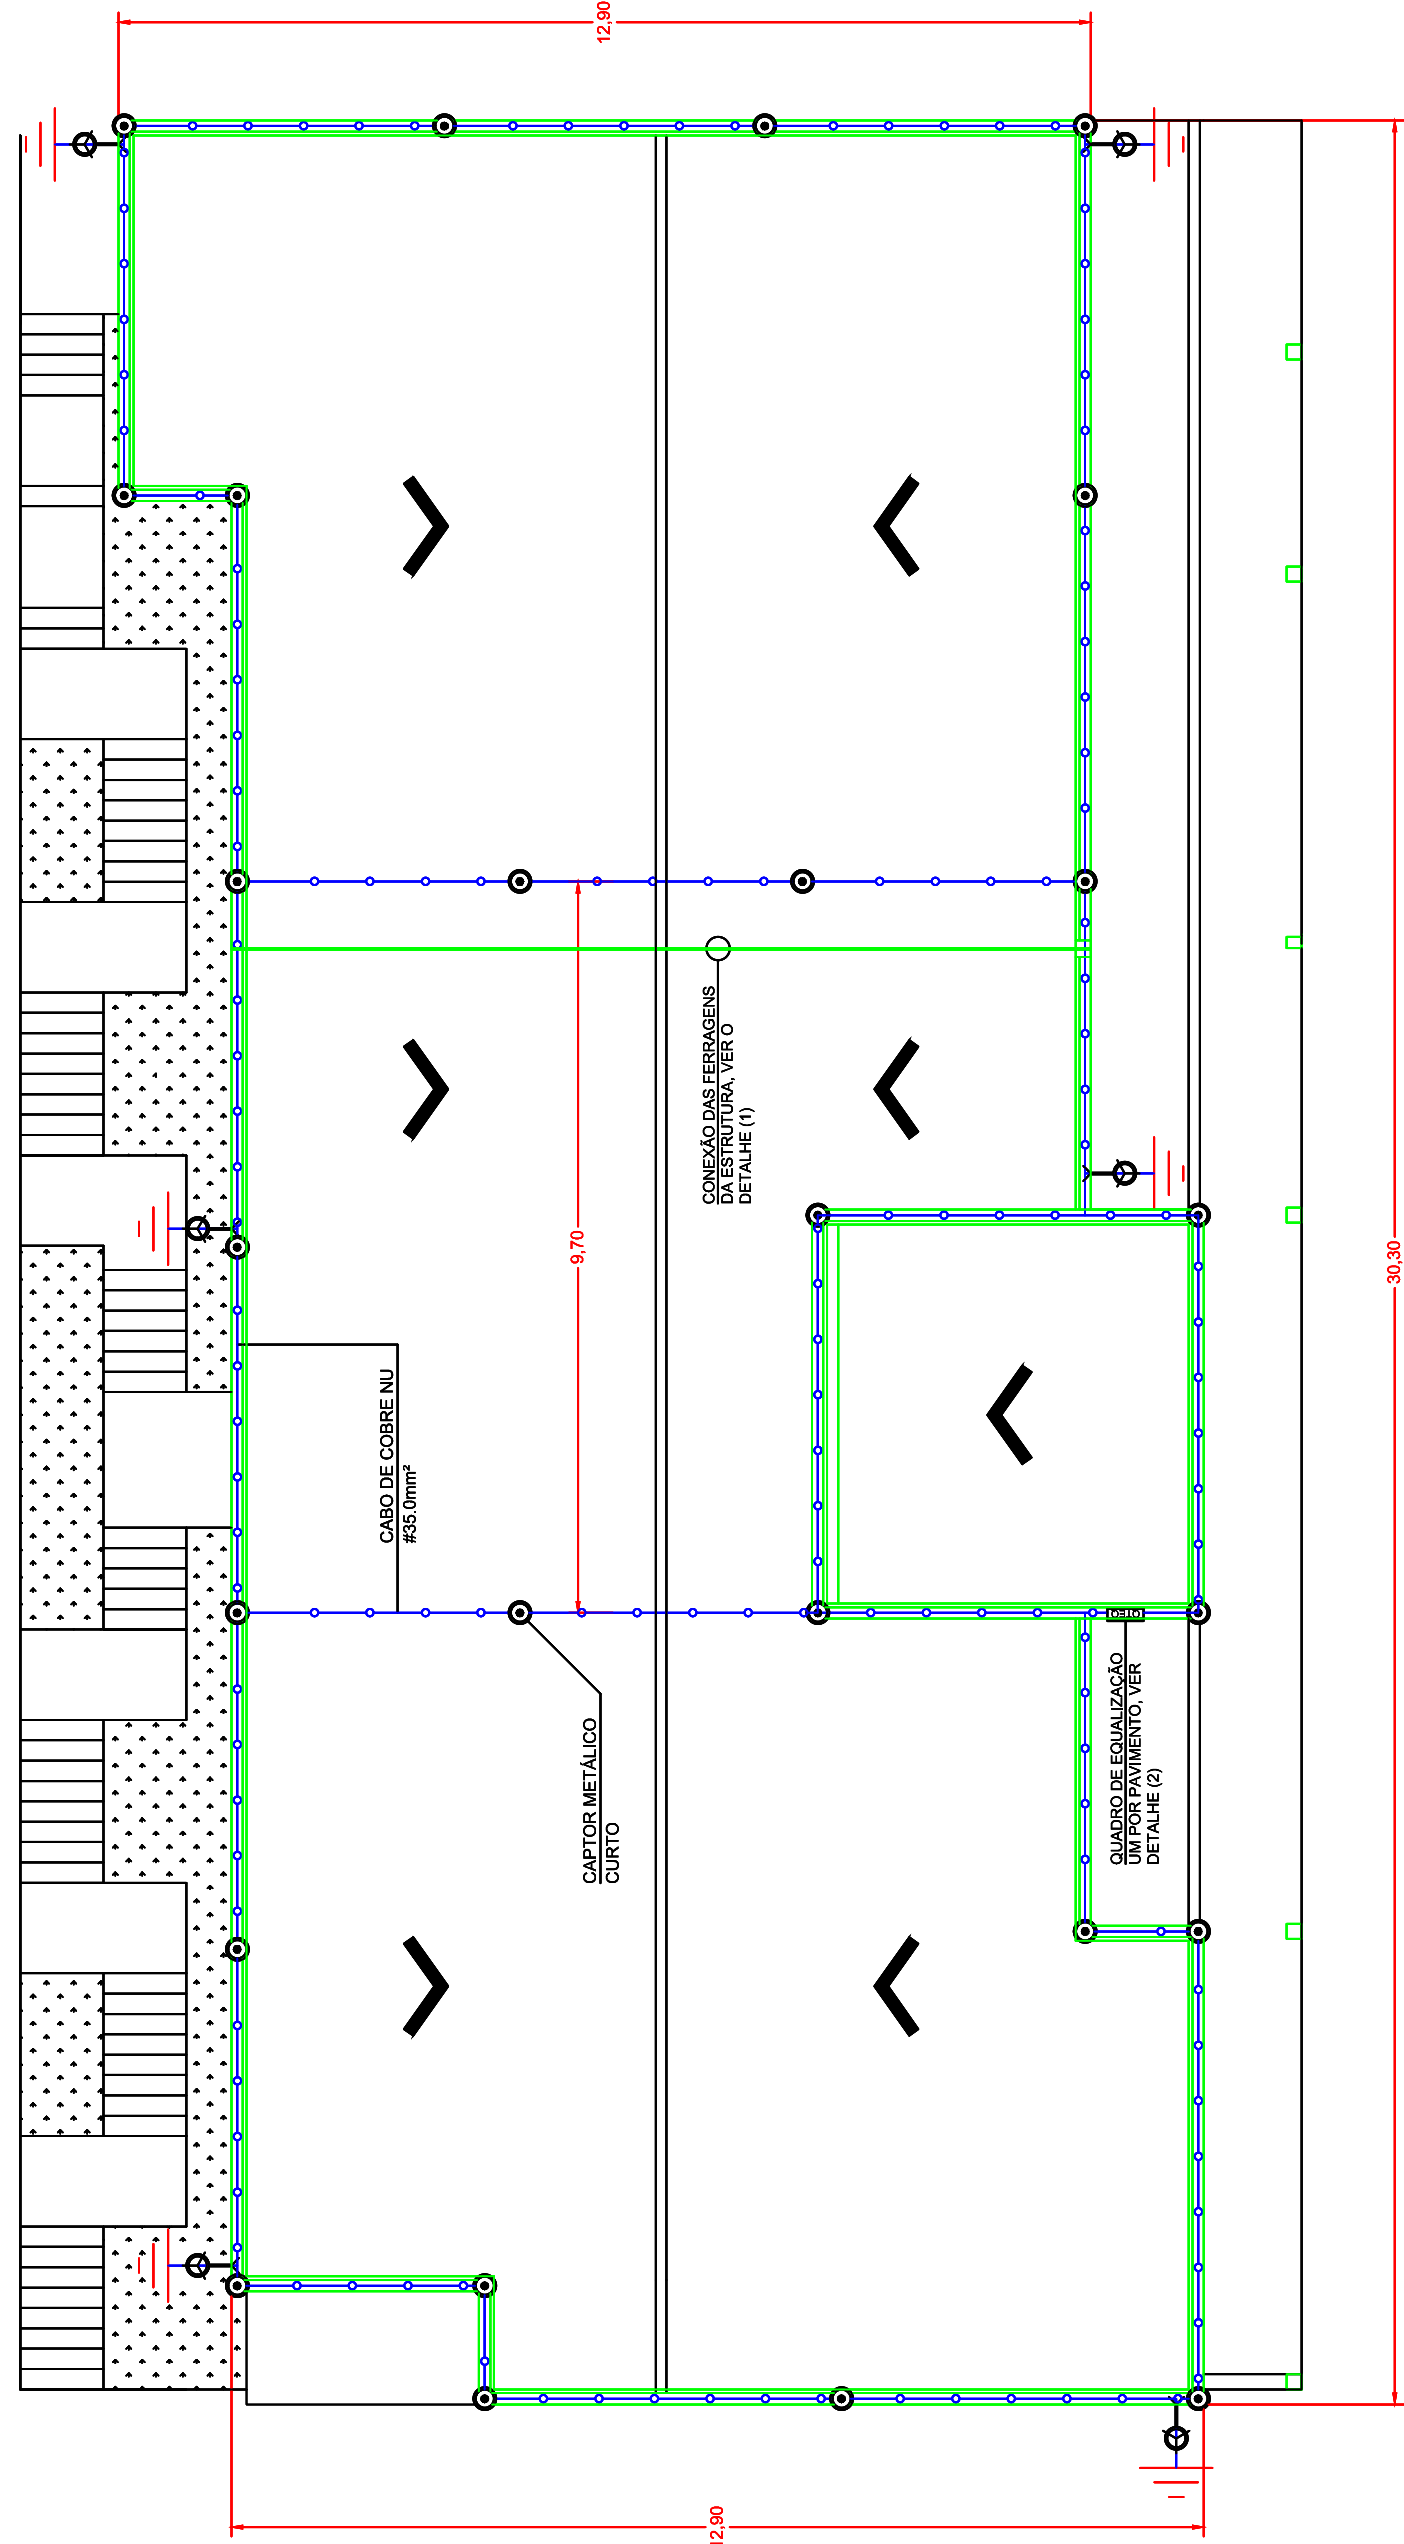 12,90
CONEXÃO DAS FERRAGENS
DA ESTRUTURA, VER O
DETALHE (1)
9,70
30,30
CABO DE COBRE NU
#35.0mm²
CAPTOR METÁLICO
CURTO
QUADRO DE EQUALIZAÇÃO
UM POR PAVIMENTO, VER
DETALHE (2)
12,90